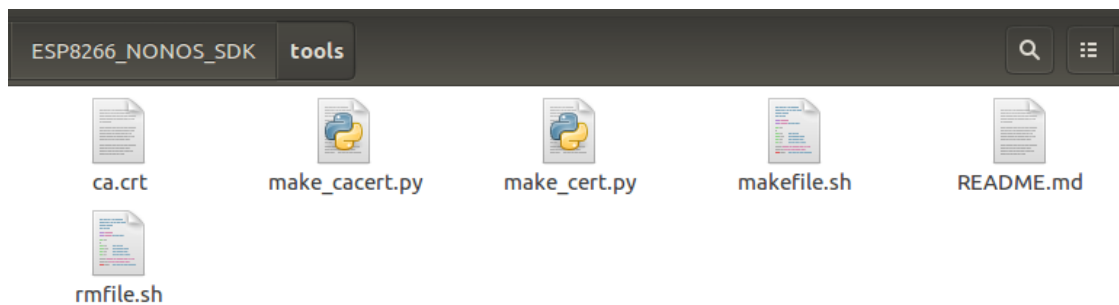 ESP8266_NONOS_SDK tools
ca.crt make_cacert.py make_cert.py makefile.sh README.md
rmfile.sh